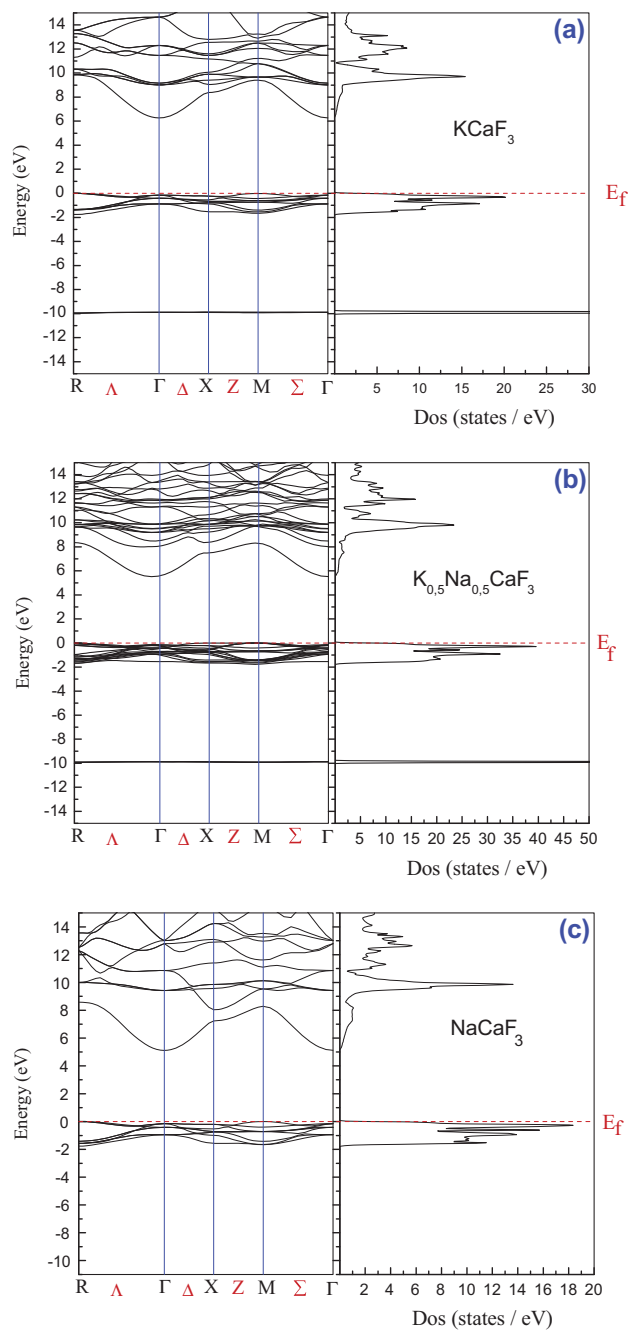 (a)
14
12
10
8
6
4
2
0
-2
-4
-6
-8
-10
-12
-14
Energy (eV)
KCaF3
Ef
R Λ Γ Δ X Z M Σ Γ
5 10 15 20 25 30
Dos (states / eV)
(b)
14
12
10
8
6
4
2
0
-2
-4
-6
-8
-10
-12
-14
Energy (eV)
K0,5Na0,5CaF3
Ef
R Λ Γ Δ X Z M Σ Γ
5 10 15 20 25 30 35 40 45 50
Dos (states / eV)
(c)
14
12
10
8
6
4
2
0
-2
-4
-6
-8
-10
Energy (eV)
NaCaF3
Ef
R Λ Γ Δ X Z M Σ Γ
2 4 6 8 10 12 14 16 18 20
Dos (states / eV)